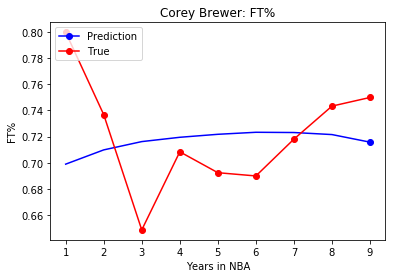 Corey Brewer: FT%
Prediction
True
0.80
0.78
0.76
0.74
0.72
0.70
0.68
0.66
FT%
1 2 3 4 5 6 7 8 9
Years in NBA